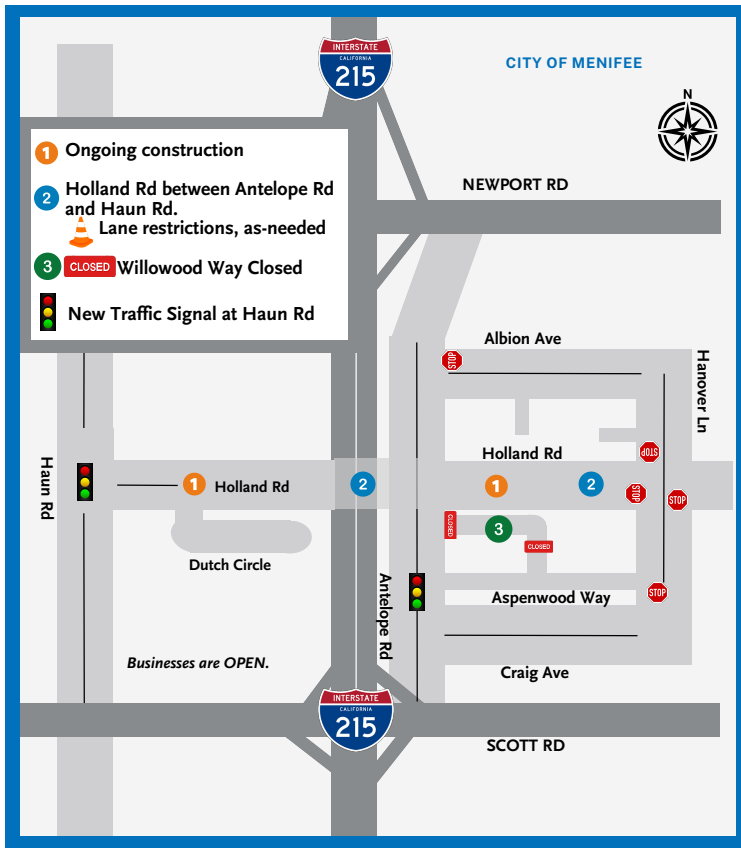 INTERSTATE
CALIFORNIA
215
CITY OF MENIFEE
N
1 Ongoing construction
NEWPORT RD
2 Holland Rd between Antelope Rd
and Haun Rd.
Lane restrictions, as-needed
3 CLOSED Willowood Way Closed
New Traffic Signal at Haun Rd
Albion Ave
STOP
Hanover Ln
Holland Rd
STOP
Haun Rd
1 Holland Rd
2
1
2
STOP
STOP
CLOSED
3
CLOSED
Dutch Circle
Antelope Rd
Aspenwood Way
STOP
Businesses are OPEN.
Craig Ave
INTERSTATE
CALIFORNIA
215
SCOTT RD